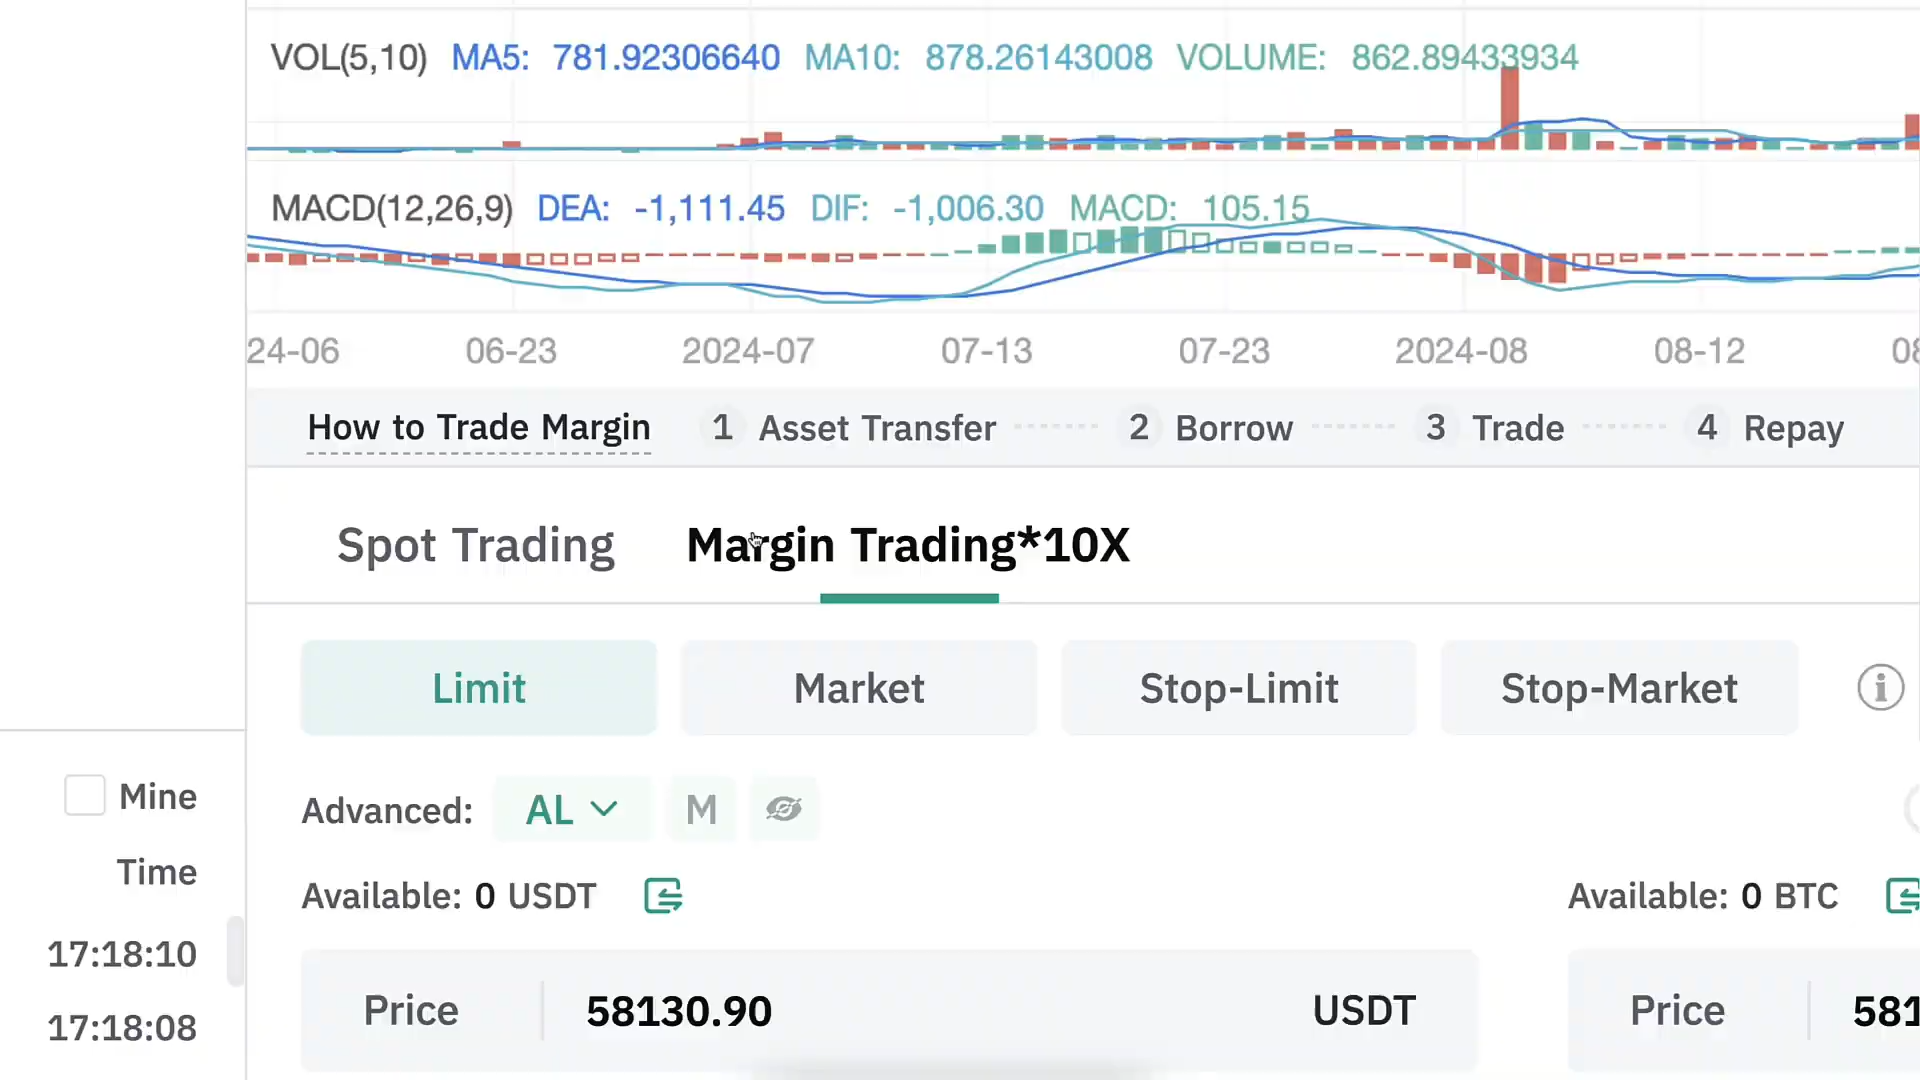 VOL(5,10) MA5: 781.92306640 MA10: 878.26143008 VOLUME: 862.89433934
MACD(12,26,9) DEA: -1,111.45 DIF: -1,006.30 MACD: 105.15
24-06 06-23 2024-07 07-13 07-23 2024-08 08-12 08
How to Trade Margin 1 Asset Transfer 2 Borrow 3 Trade 4 Repay
Spot Trading Margin Trading*10X
Limit Market Stop-Limit Stop-Market
Mine
Time
17:18:10
17:18:08
Advanced: AL M
Available: 0 USDT Available: 0 BTC
Price 58130.90 USDT Price 581